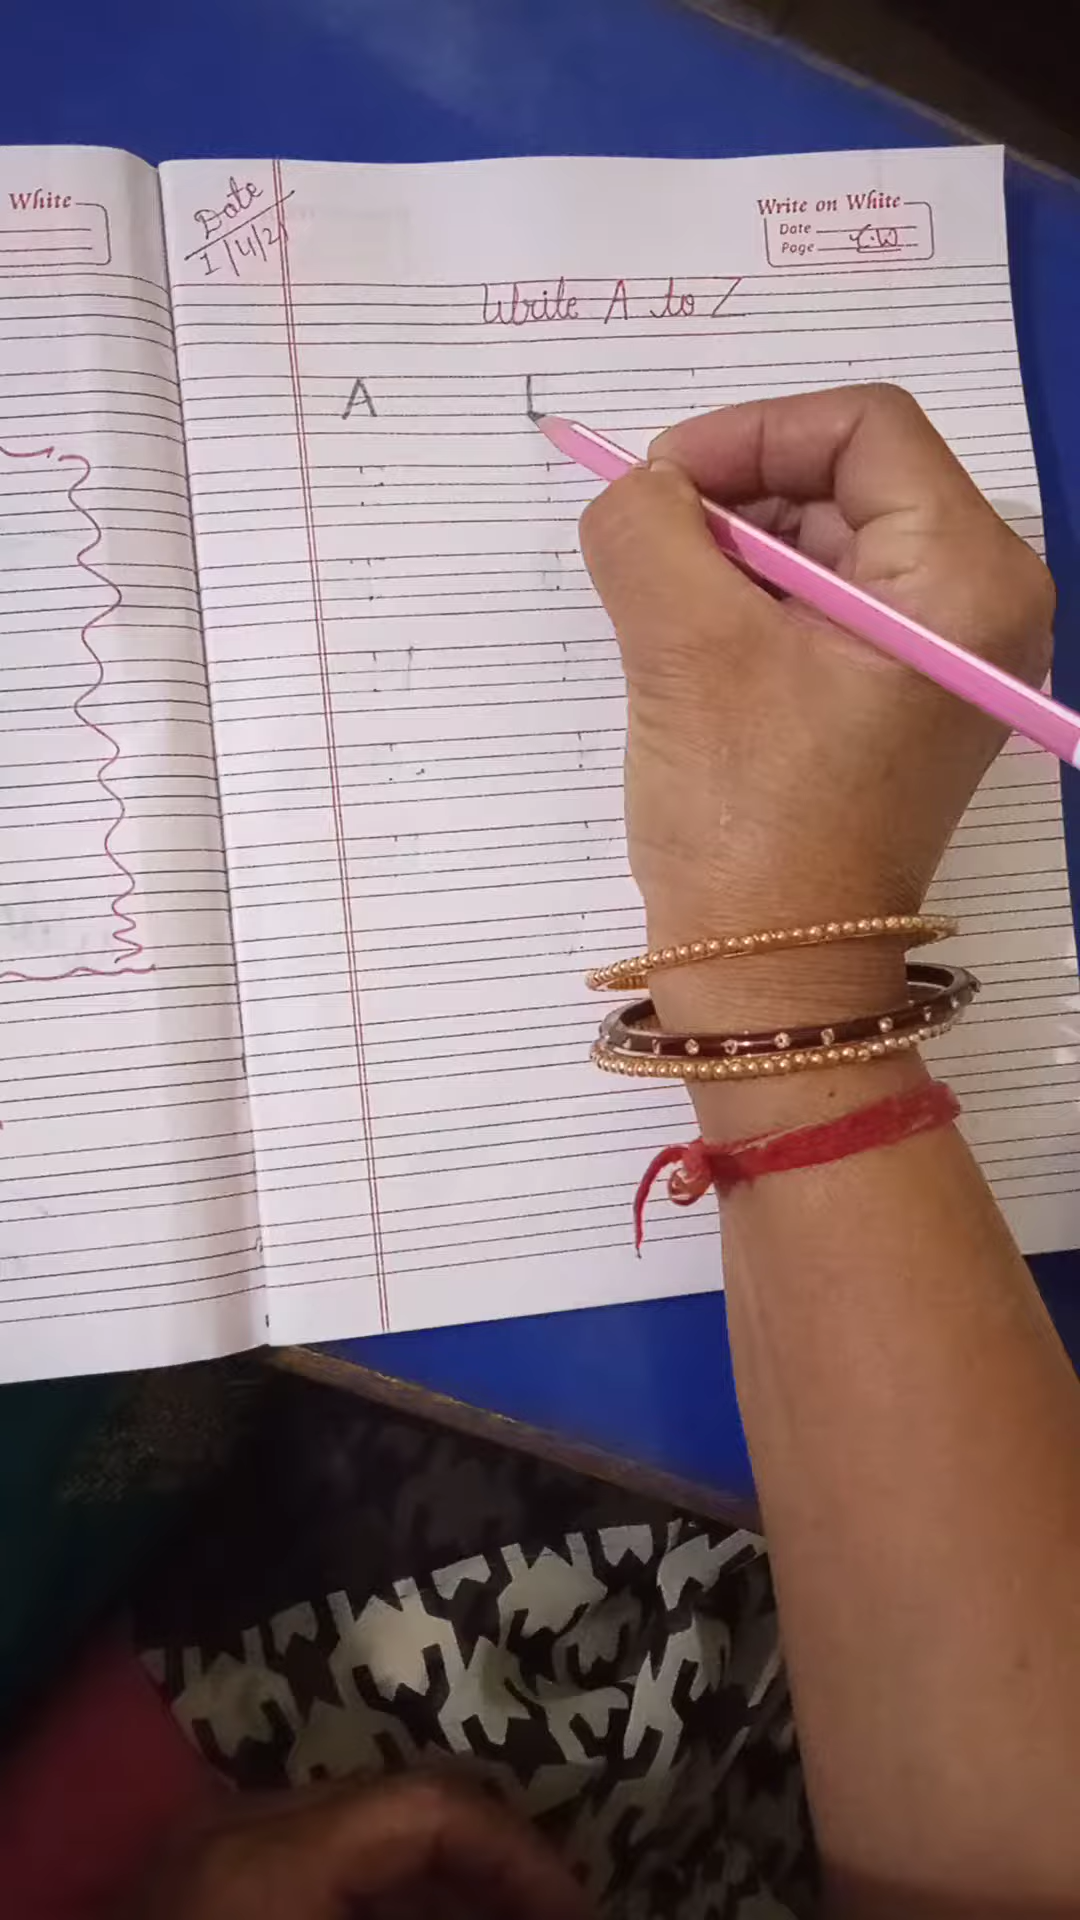 White
Date
1/4/2
Write on White
Date
Page C.W
Write A to Z
A